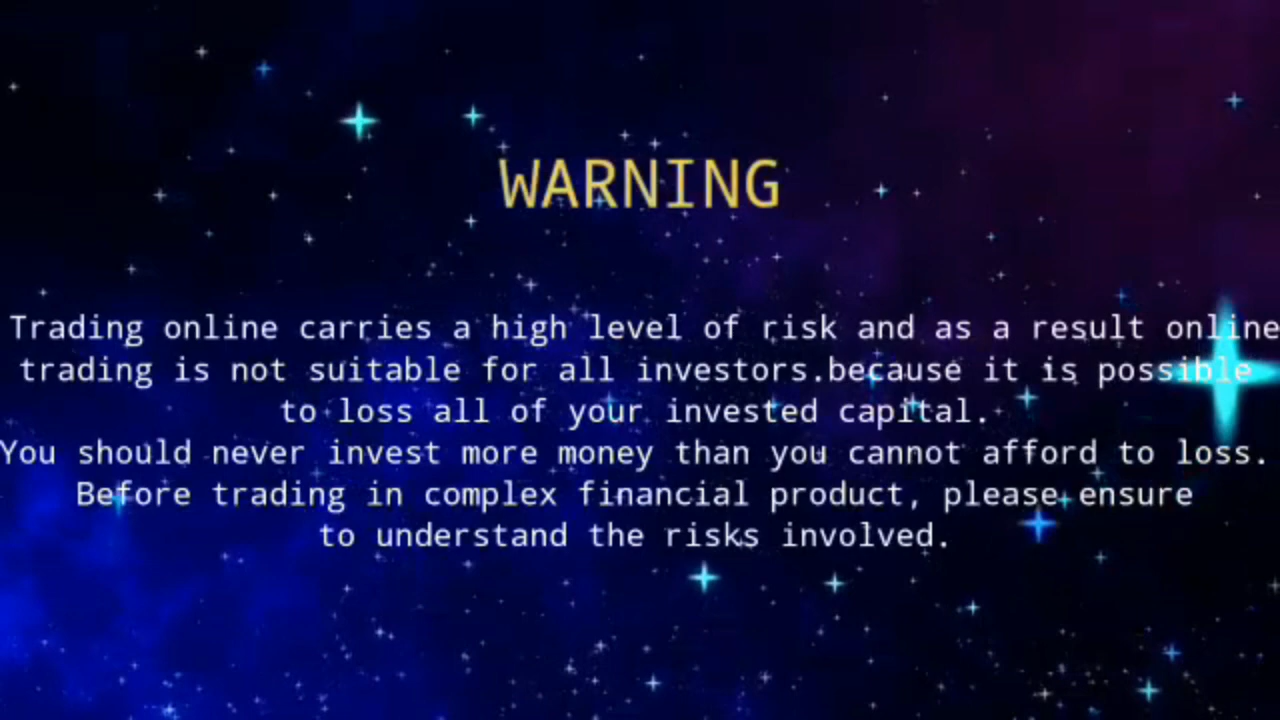 WARNING
Trading online carries a high level of risk and as a result online
trading is not suitable for all investors.because it is possible
to loss all of your invested capital.
You should never invest more money than you cannot afford to loss.
Before trading in complex financial product, please ensure
to understand the risks involved.